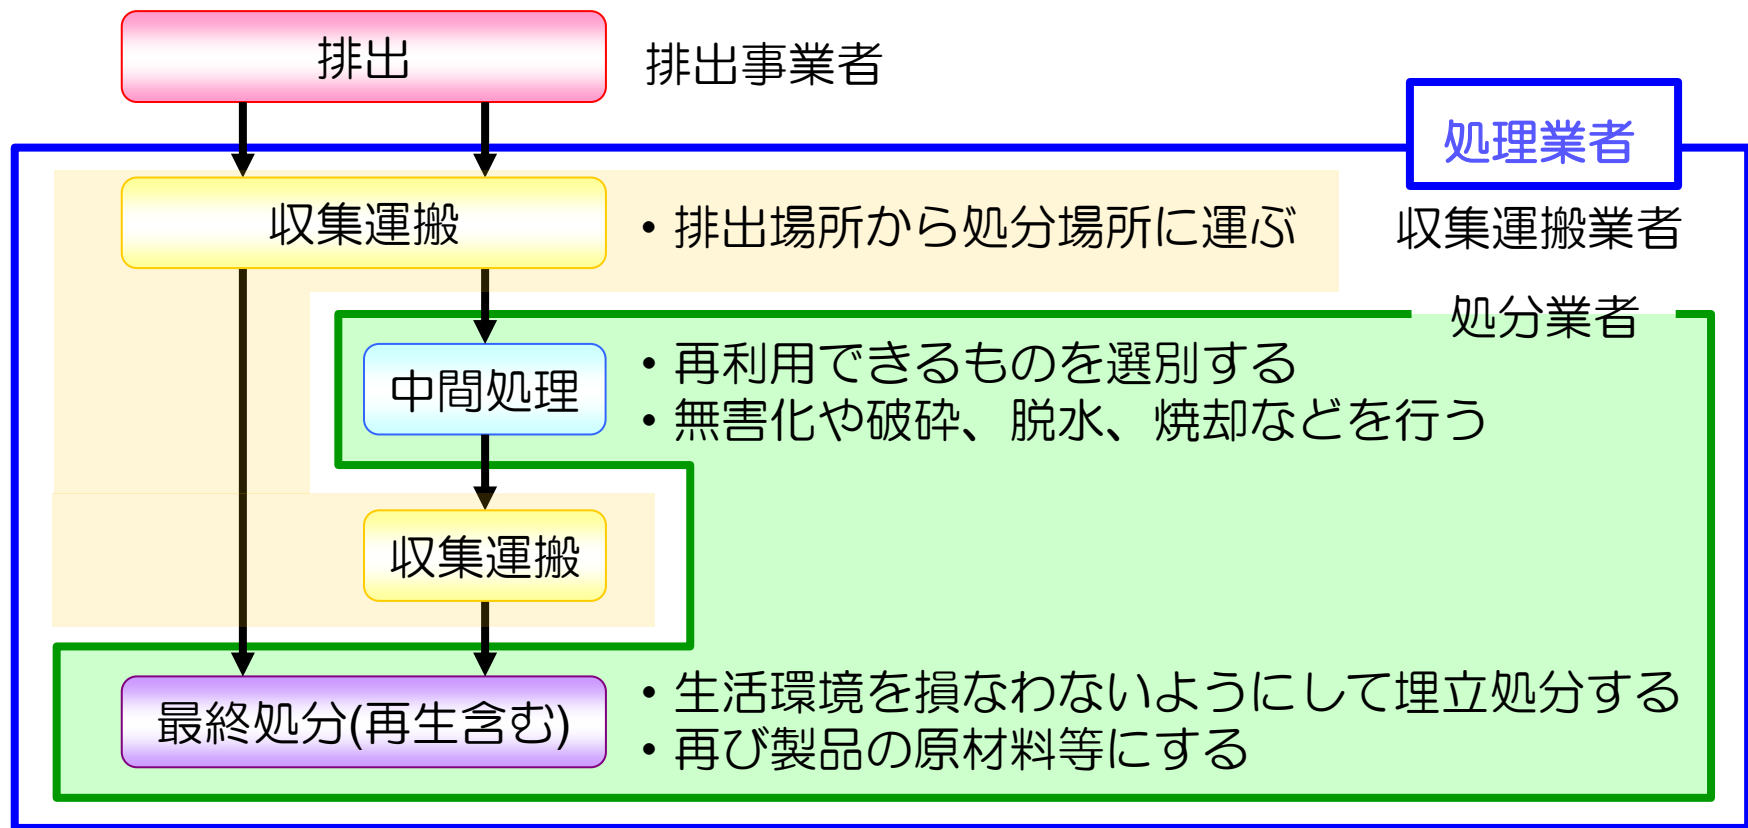 排出
排出事業者
処理業者
収集運搬
・排出場所から処分場所に運ぶ
収集運搬業者
処分業者
中間処理
・再利用できるものを選別する
・無害化や破砕、脱水、焼却などを行う
収集運搬
最終処分(再生含む)
・生活環境を損なわないようにして埋立処分する
・再び製品の原材料等にする